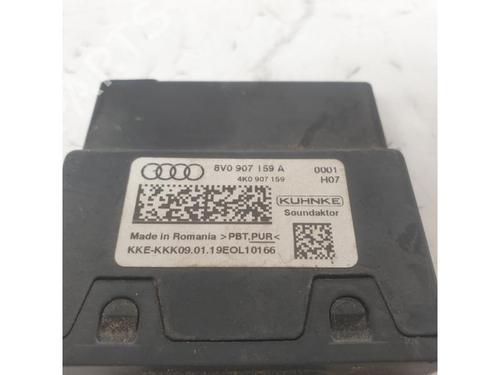 8V0 907 159 A 0001
4K0 907 159 H07
KUHNKE
Soundaktor
Made in Romania >PBT,PUR<
KKE-KKK09.01.19EOL10166